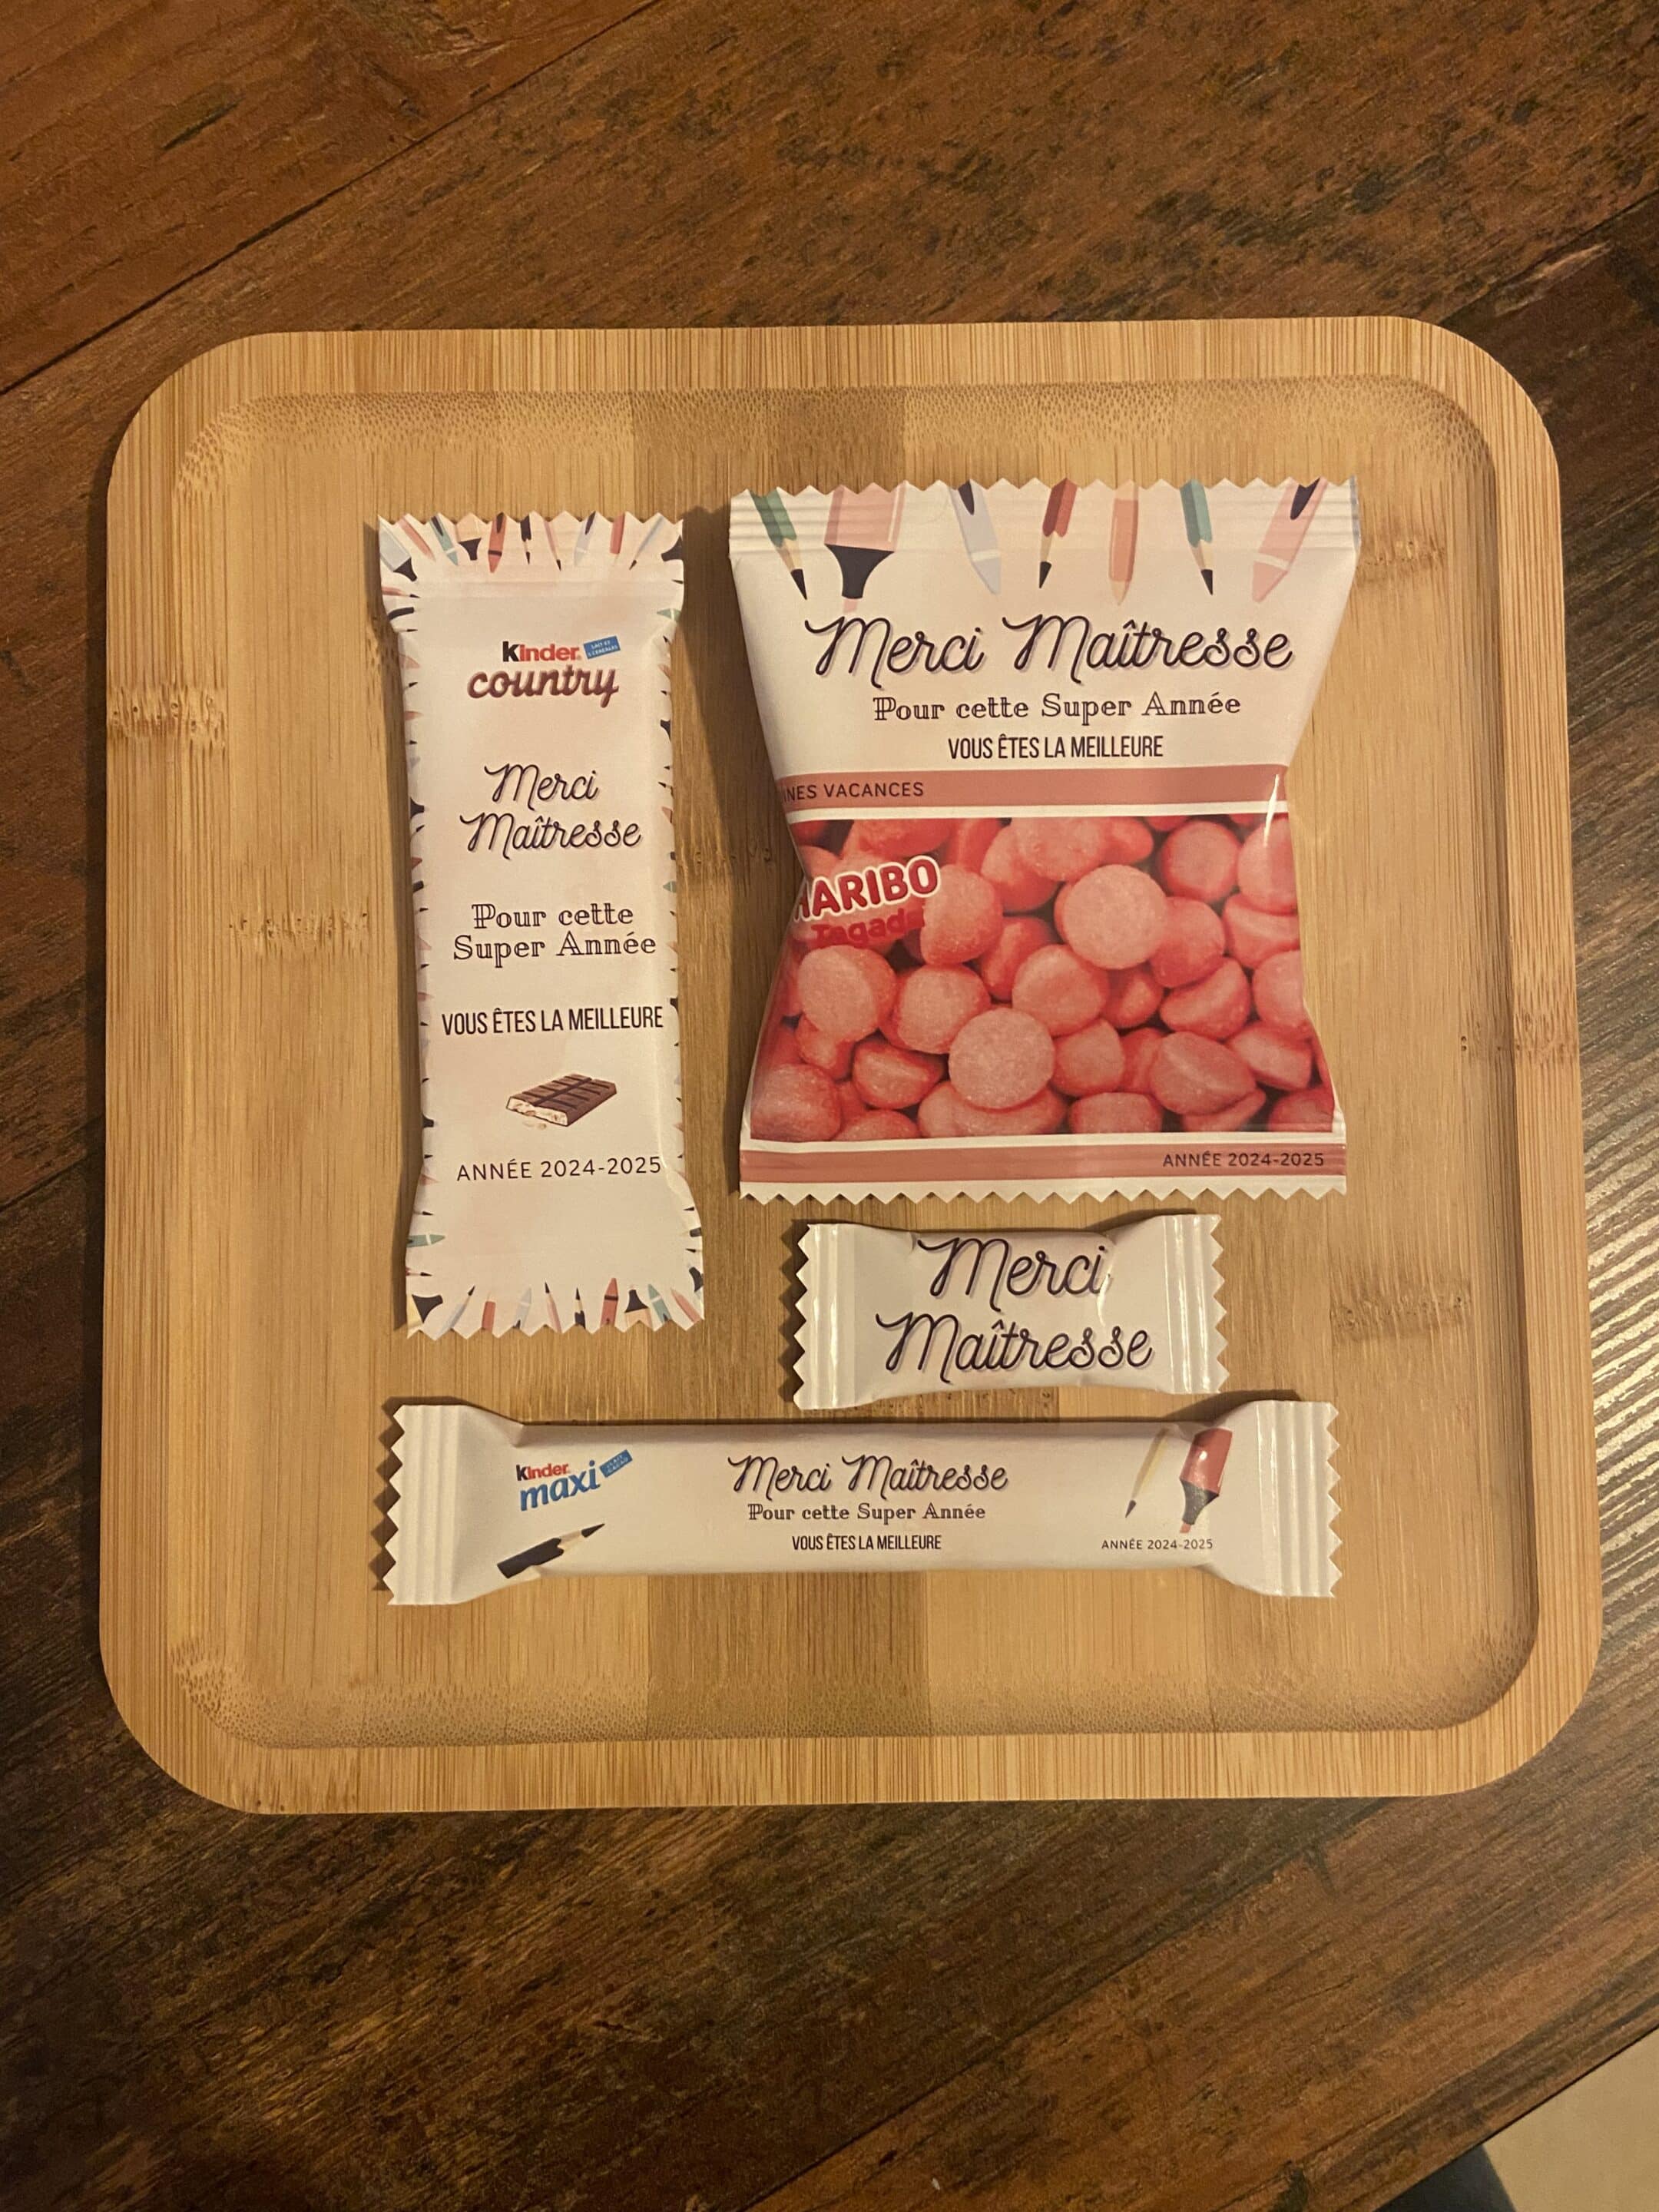 Kinder
country
Merci
Maîtresse
Pour cette
Super Année
VOUS ÊTES LA MEILLEURE
ANNÉE 2024-2025
Merci Maîtresse
Pour cette Super Année
VOUS ÊTES LA MEILLEURE
VACANCES
HARIBO
Tagada
ANNÉE 2024-2025
Merci
Maîtresse
Kinder
maxi
Merci Maîtresse
Pour cette Super Année
VOUS ÊTES LA MEILLEURE
ANNÉE 2024-2025